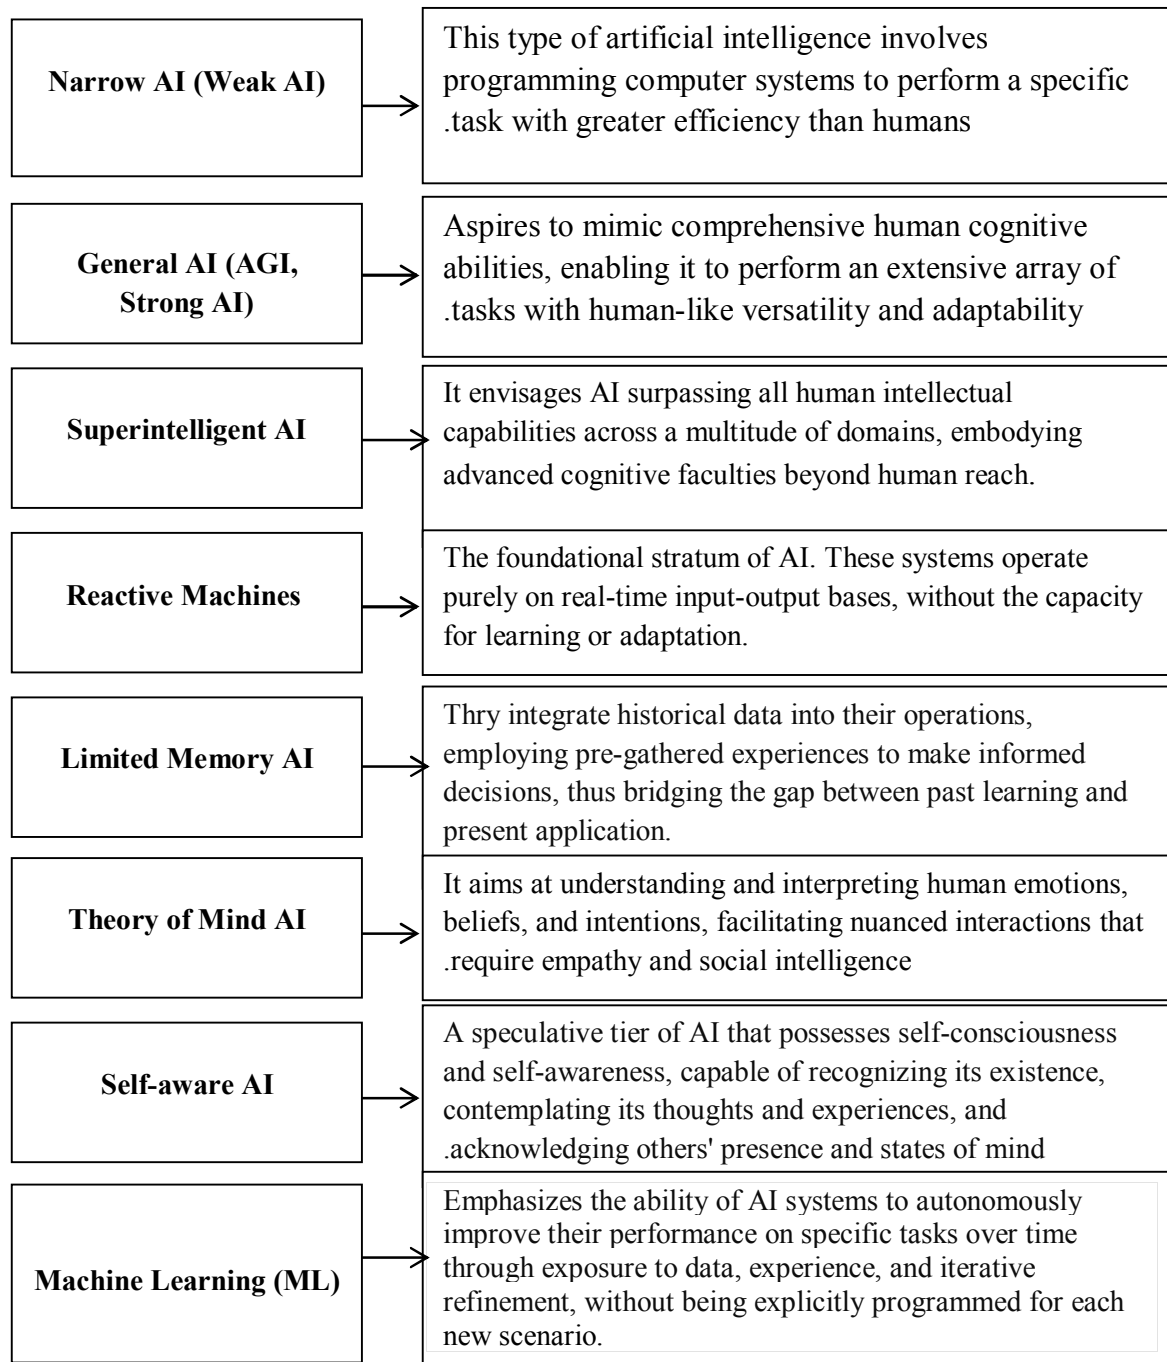 Narrow AI (Weak AI)
This type of artificial intelligence involves
programming computer systems to perform a specific
.task with greater efficiency than humans
General AI (AGI,
Strong AI)
Aspires to mimic comprehensive human cognitive
abilities, enabling it to perform an extensive array of
.tasks with human-like versatility and adaptability
Superintelligent AI
It envisages AI surpassing all human intellectual
capabilities across a multitude of domains, embodying
advanced cognitive faculties beyond human reach.
Reactive Machines
The foundational stratum of AI. These systems operate
purely on real-time input-output bases, without the capacity
for learning or adaptation.
Limited Memory AI
Thry integrate historical data into their operations,
employing pre-gathered experiences to make informed
decisions, thus bridging the gap between past learning and
present application.
Theory of Mind AI
It aims at understanding and interpreting human emotions,
beliefs, and intentions, facilitating nuanced interactions that
.require empathy and social intelligence
Self-aware AI
A speculative tier of AI that possesses self-consciousness
and self-awareness, capable of recognizing its existence,
contemplating its thoughts and experiences, and
.acknowledging others' presence and states of mind
Machine Learning (ML)
Emphasizes the ability of AI systems to autonomously
improve their performance on specific tasks over time
through exposure to data, experience, and iterative
refinement, without being explicitly programmed for each
new scenario.